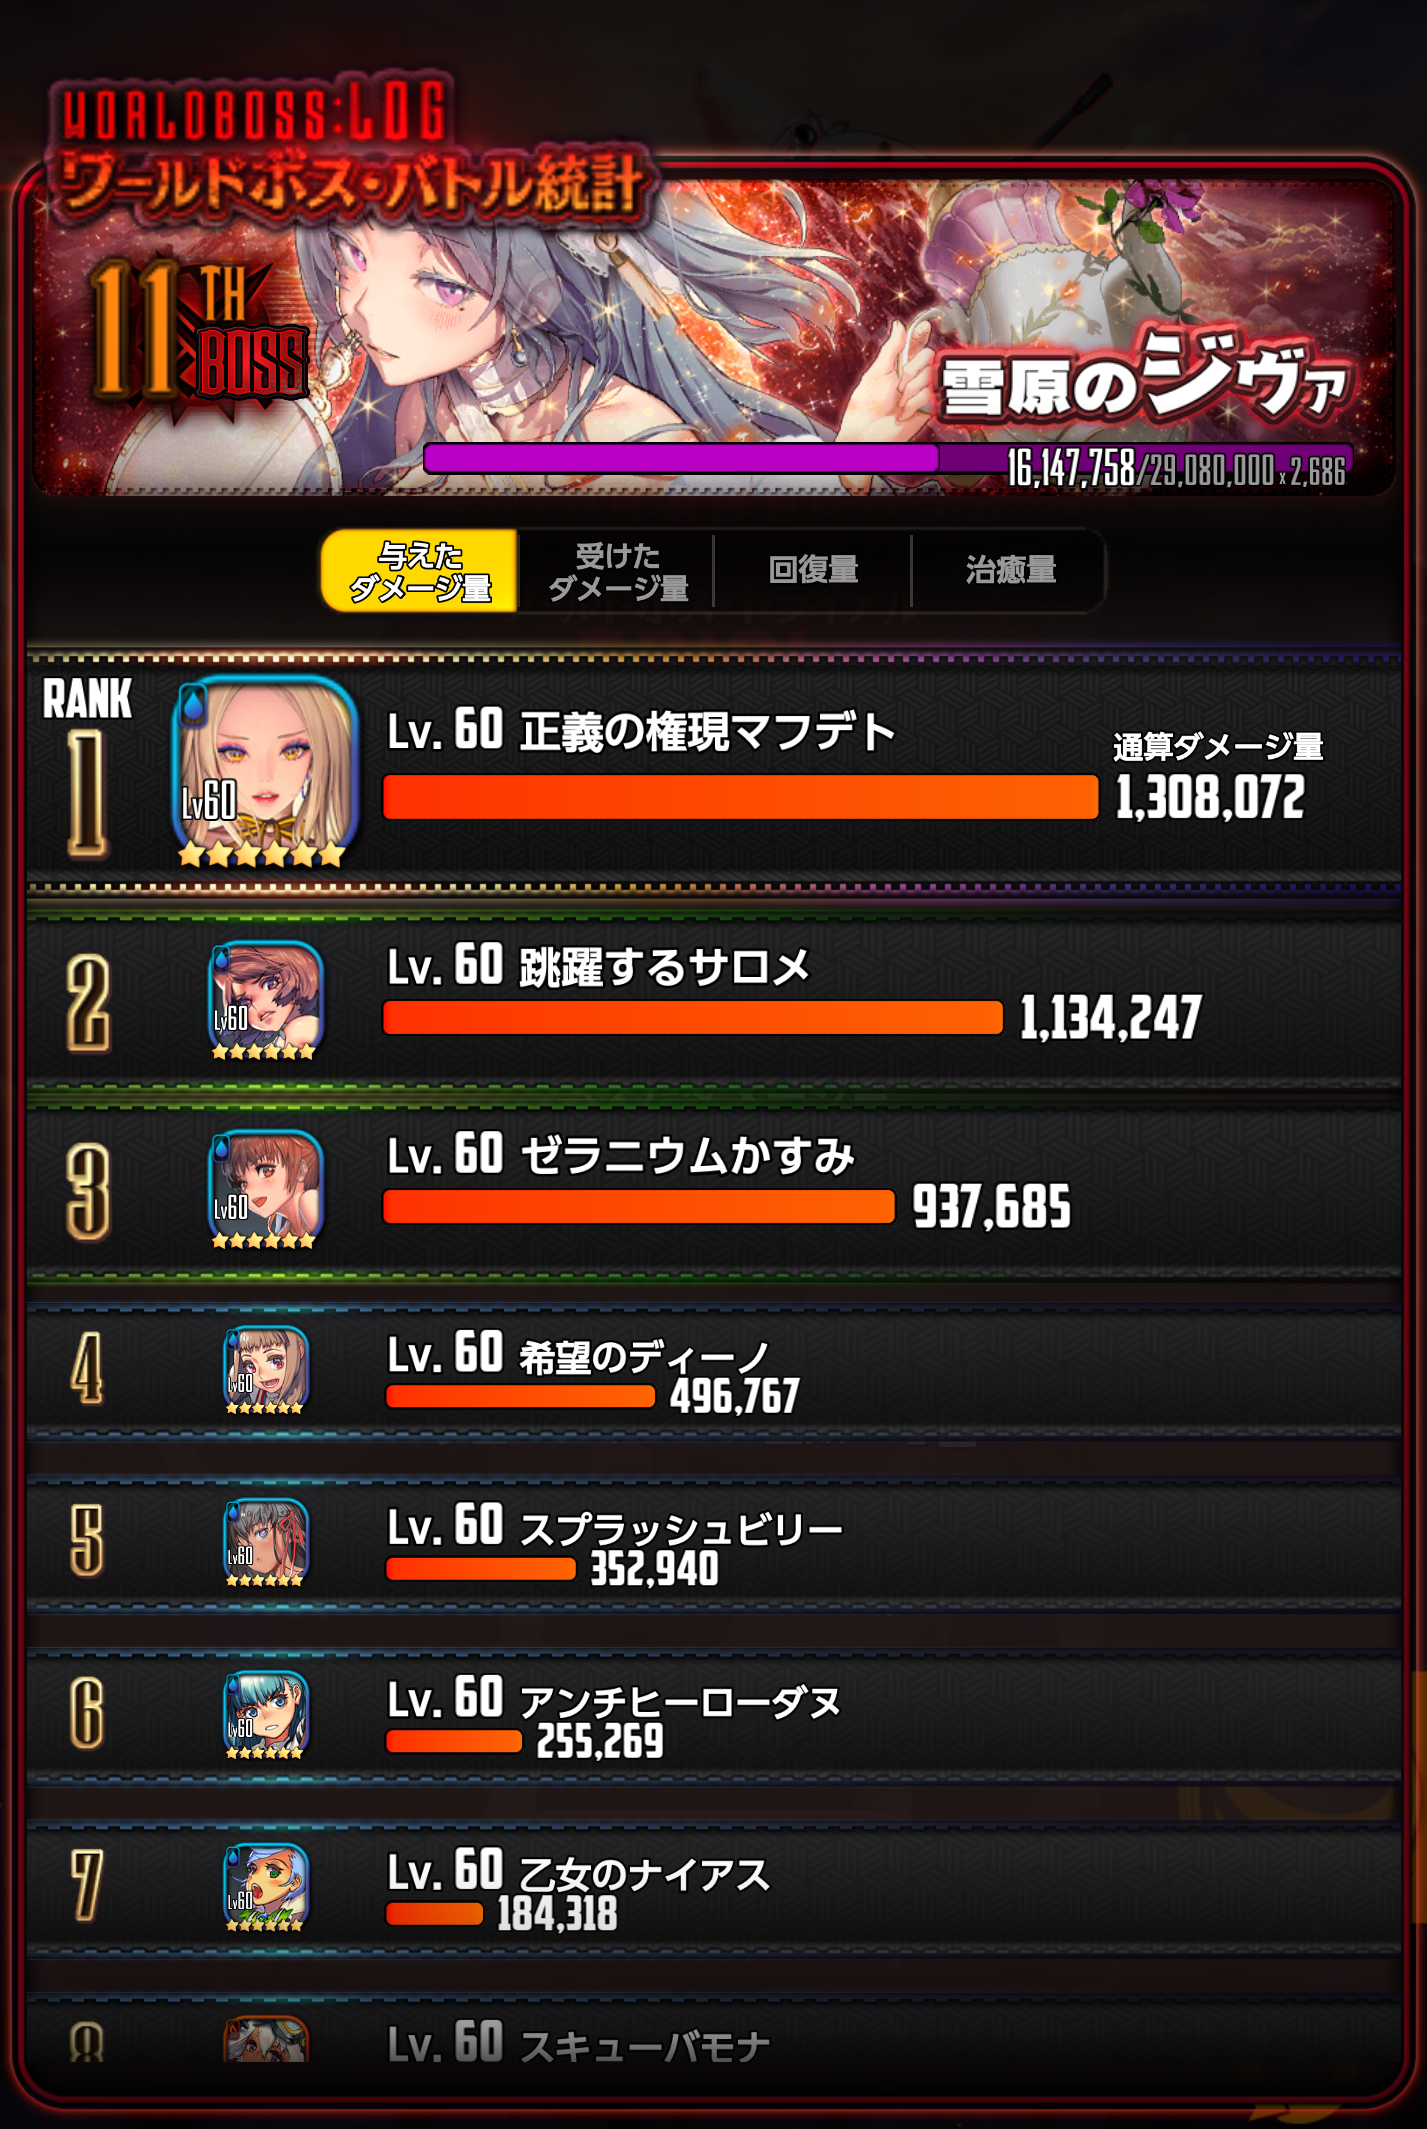 WORLDBOSS:LOG
ワールドボス・バトル統計
11TH
BOSS
雪原のジヴァ
16,147,758/29,080,000 x 2,686
与えた
ダメージ量
受けた
ダメージ量
回復量
治癒量
RANK
1
Lv60
Lv. 60 正義の権現マフデト
通算ダメージ量
1,308,072
2
Lv60
Lv. 60 跳躍するサロメ
1,134,247
3
Lv60
Lv. 60 ゼラニウムかすみ
937,685
4
Lv60
Lv. 60 希望のディーノ
496,767
5
Lv60
Lv. 60 スプラッシュビリー
352,940
6
Lv60
Lv. 60 アンチヒーローダヌ
255,269
7
Lv60
Lv. 60 乙女のナイアス
184,318
8
Lv. 60 スキューバモナ